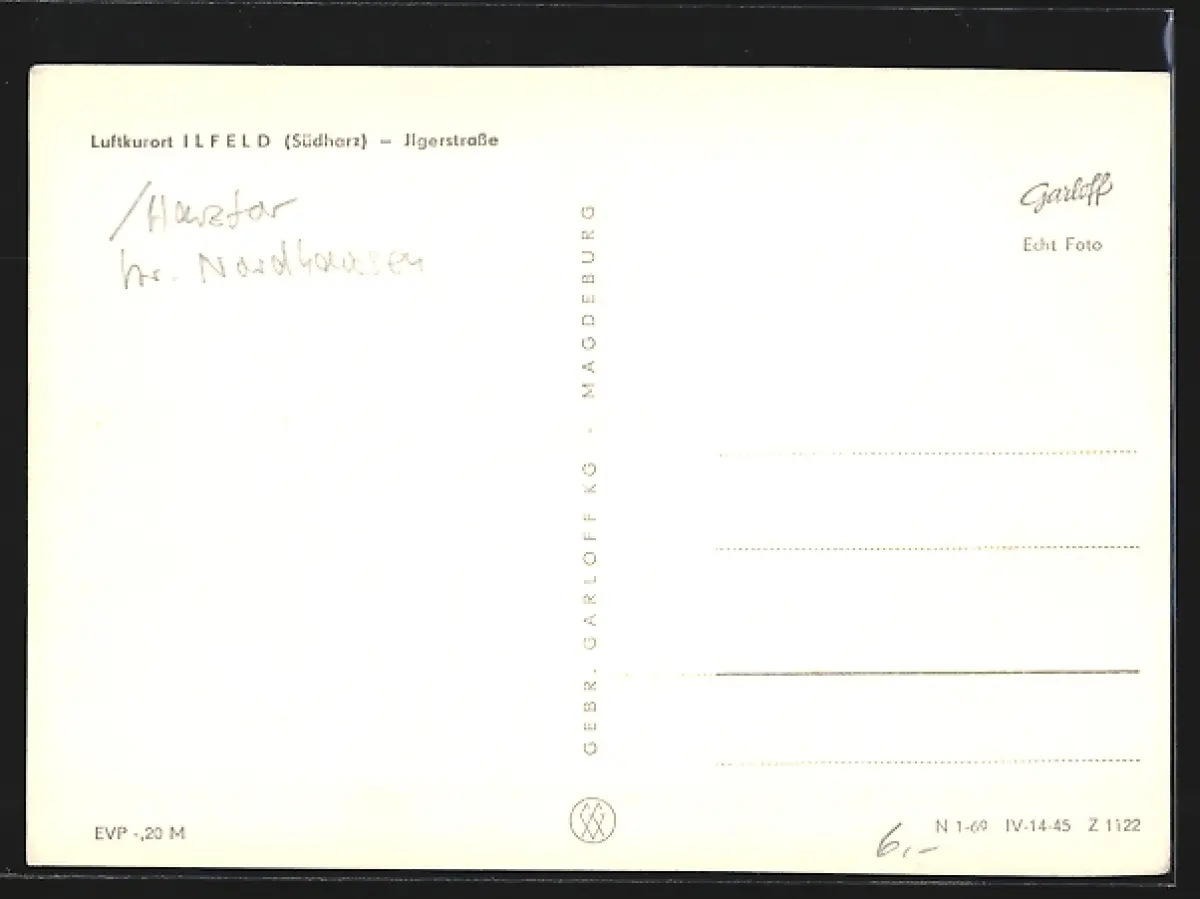 Luftkurort ILFELD (Südharz) – Jlgerstraße
/Harztor
kr. Nordhausen
Garloff
Echt Foto
GEBR. GARLOFF KG · MAGDEBURG
EVP -,20 M
6,–
N 1-69 IV-14-45 Z 1122